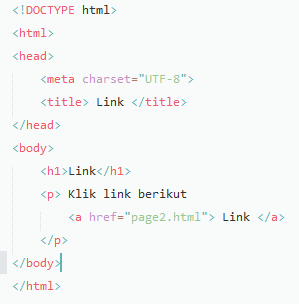 <!DOCTYPE html>
<html>
<head>
    <meta charset="UTF-8">
    <title> Link </title>
</head>
<body>
    <h1>Link</h1>
    <p> Klik link berikut
        <a href="page2.html"> Link </a>
    </p>
</body>
</html>